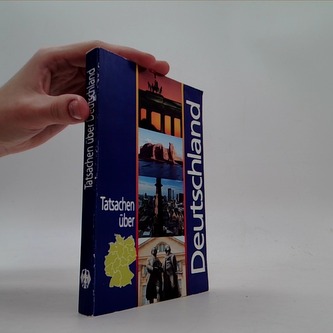 Tatsachen über Deutschland
Tatsachen
über
Deutschland